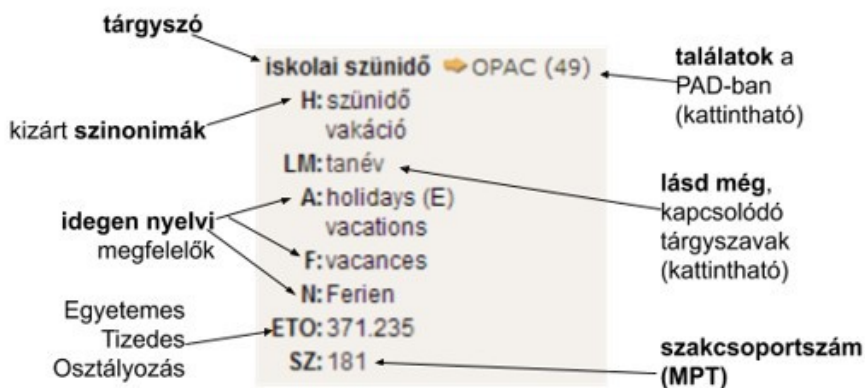 tárgyszó
iskolai szünidő OPAC (49)
H: szünidő
vakáció
LM: tanév
A: holidays (E)
vacations
F: vacances
N: Ferien
ETO: 371.235
SZ: 181
kizárt szinonimák
idegen nyelvi
megfelelők
Egyetemes
Tizedes
Osztályozás
találatok a
PAD-ban
(kattintható)
lásd még,
kapcsolódó
tárgyszavak
(kattintható)
szakcsoportszám
(MPT)